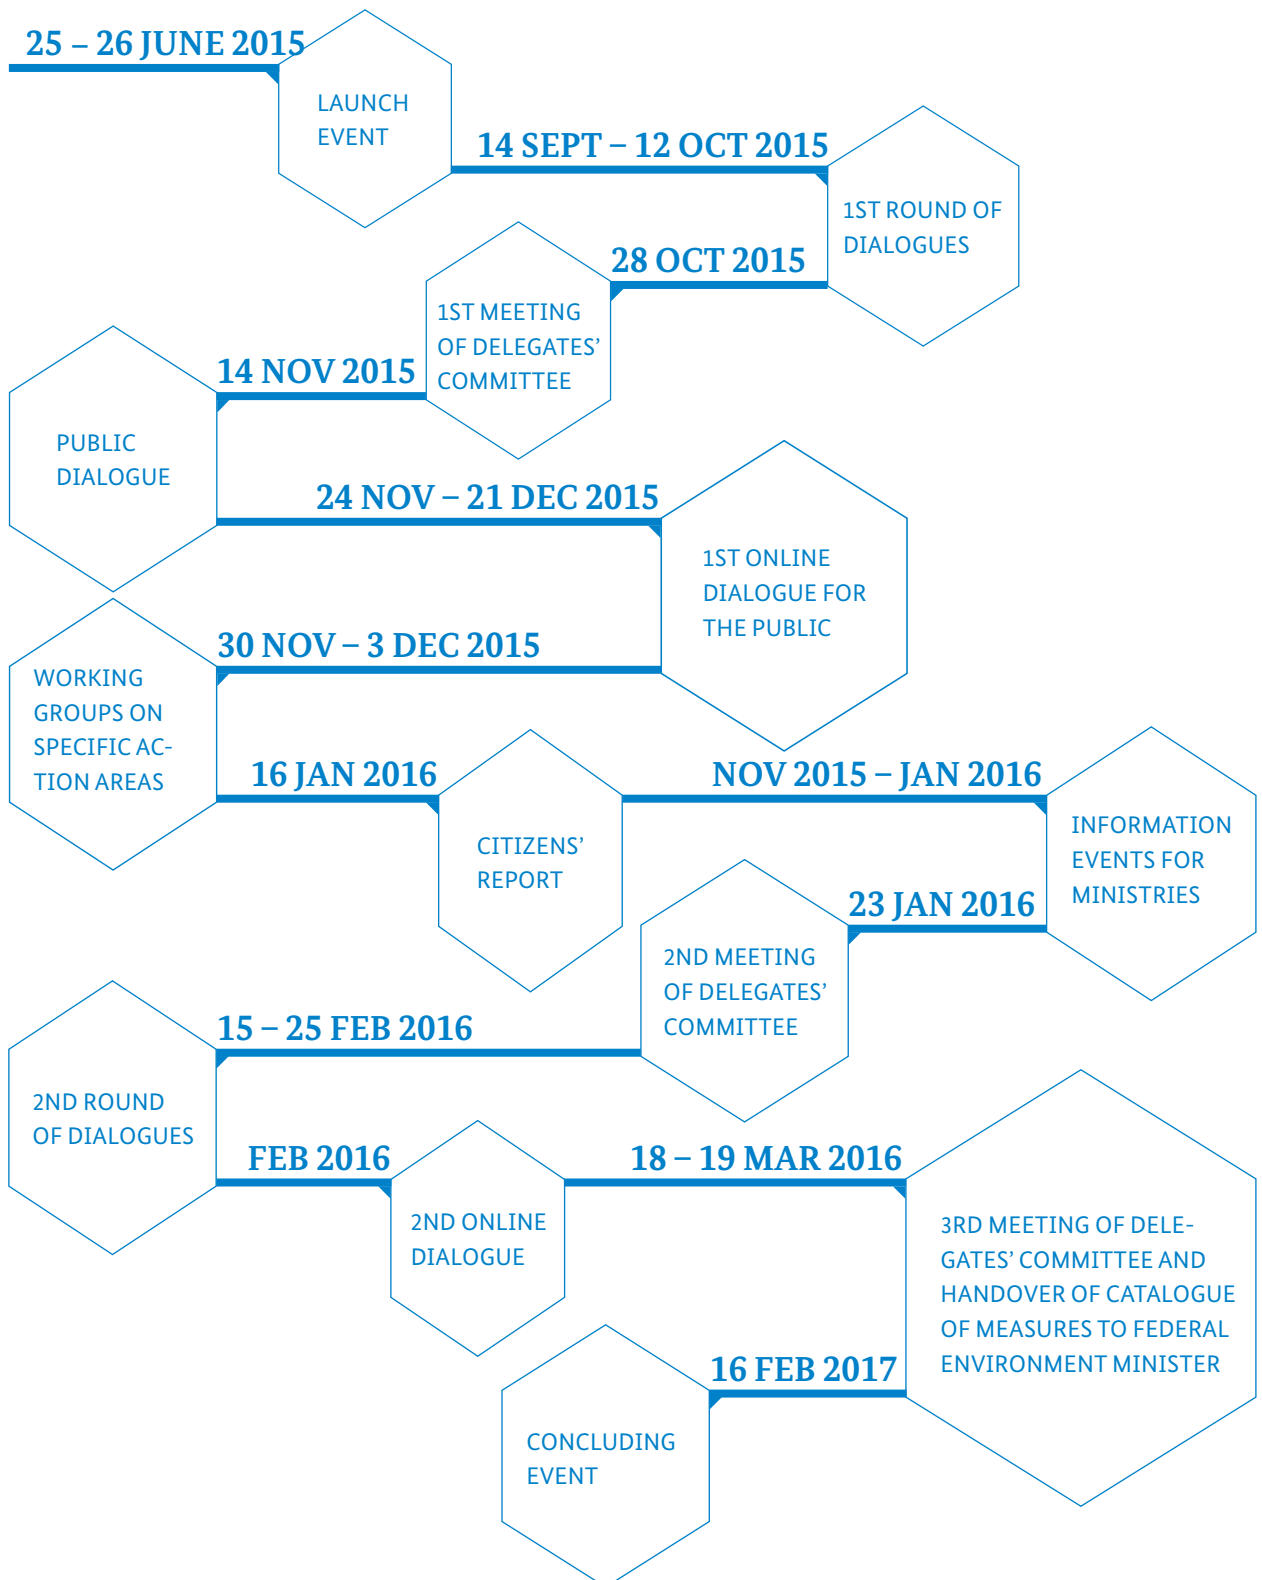 25 – 26 JUNE 2015
LAUNCH
EVENT
14 SEPT – 12 OCT 2015
1ST ROUND OF
DIALOGUES
28 OCT 2015
1ST MEETING
OF DELEGATES’
COMMITTEE
14 NOV 2015
PUBLIC
DIALOGUE
24 NOV – 21 DEC 2015
1ST ONLINE
DIALOGUE FOR
THE PUBLIC
30 NOV – 3 DEC 2015
WORKING
GROUPS ON
SPECIFIC AC-
TION AREAS
16 JAN 2016
CITIZENS’
REPORT
NOV 2015 – JAN 2016
INFORMATION
EVENTS FOR
MINISTRIES
23 JAN 2016
2ND MEETING
OF DELEGATES’
COMMITTEE
15 – 25 FEB 2016
2ND ROUND
OF DIALOGUES
FEB 2016
2ND ONLINE
DIALOGUE
18 – 19 MAR 2016
3RD MEETING OF DELE-
GATES’ COMMITTEE AND
HANDOVER OF CATALOGUE
OF MEASURES TO FEDERAL
ENVIRONMENT MINISTER
16 FEB 2017
CONCLUDING
EVENT